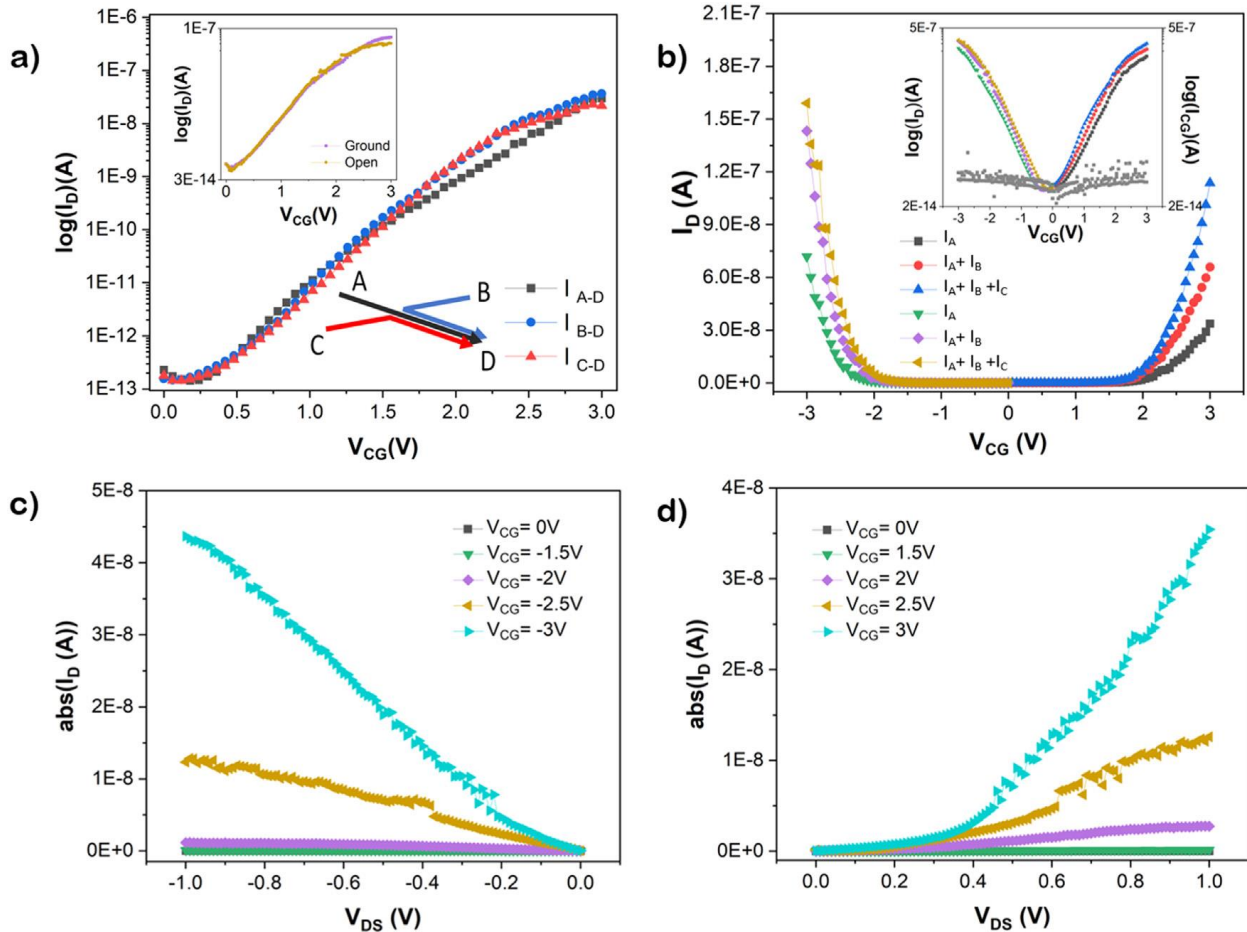 a)
1E-6
1E-7
1E-8
1E-9
1E-10
1E-11
1E-12
1E-13
log(I_D)(A)
1E-7
3E-14
log(I_D)(A)
Ground
Open
0 1 2 3
V_CG(V)
A
B
C
D
I_A-D
I_B-D
I_C-D
0.0 0.5 1.0 1.5 2.0 2.5 3.0
V_CG(V)
b)
2.1E-7
1.8E-7
1.5E-7
1.2E-7
9.0E-8
6.0E-8
3.0E-8
0.0E+0
I_D (A)
5E-7 5E-7
log(I_D)(A)
log(I_CG)(A)
2E-14 2E-14
-3 -2 -1 0 1 2 3
V_CG(V)
I_A
I_A+ I_B
I_A+ I_B +I_C
I_A
I_A+ I_B
I_A+ I_B +I_C
-3 -2 -1 0 1 2 3
V_CG (V)
c)
5E-8
4E-8
3E-8
2E-8
1E-8
0E+0
abs(I_D (A))
V_CG= 0V
V_CG= -1.5V
V_CG= -2V
V_CG= -2.5V
V_CG= -3V
-1.0 -0.8 -0.6 -0.4 -0.2 0.0
V_DS (V)
d)
4E-8
3E-8
2E-8
1E-8
0E+0
abs(I_D (A))
V_CG= 0V
V_CG= 1.5V
V_CG= 2V
V_CG= 2.5V
V_CG= 3V
0.0 0.2 0.4 0.6 0.8 1.0
V_DS (V)